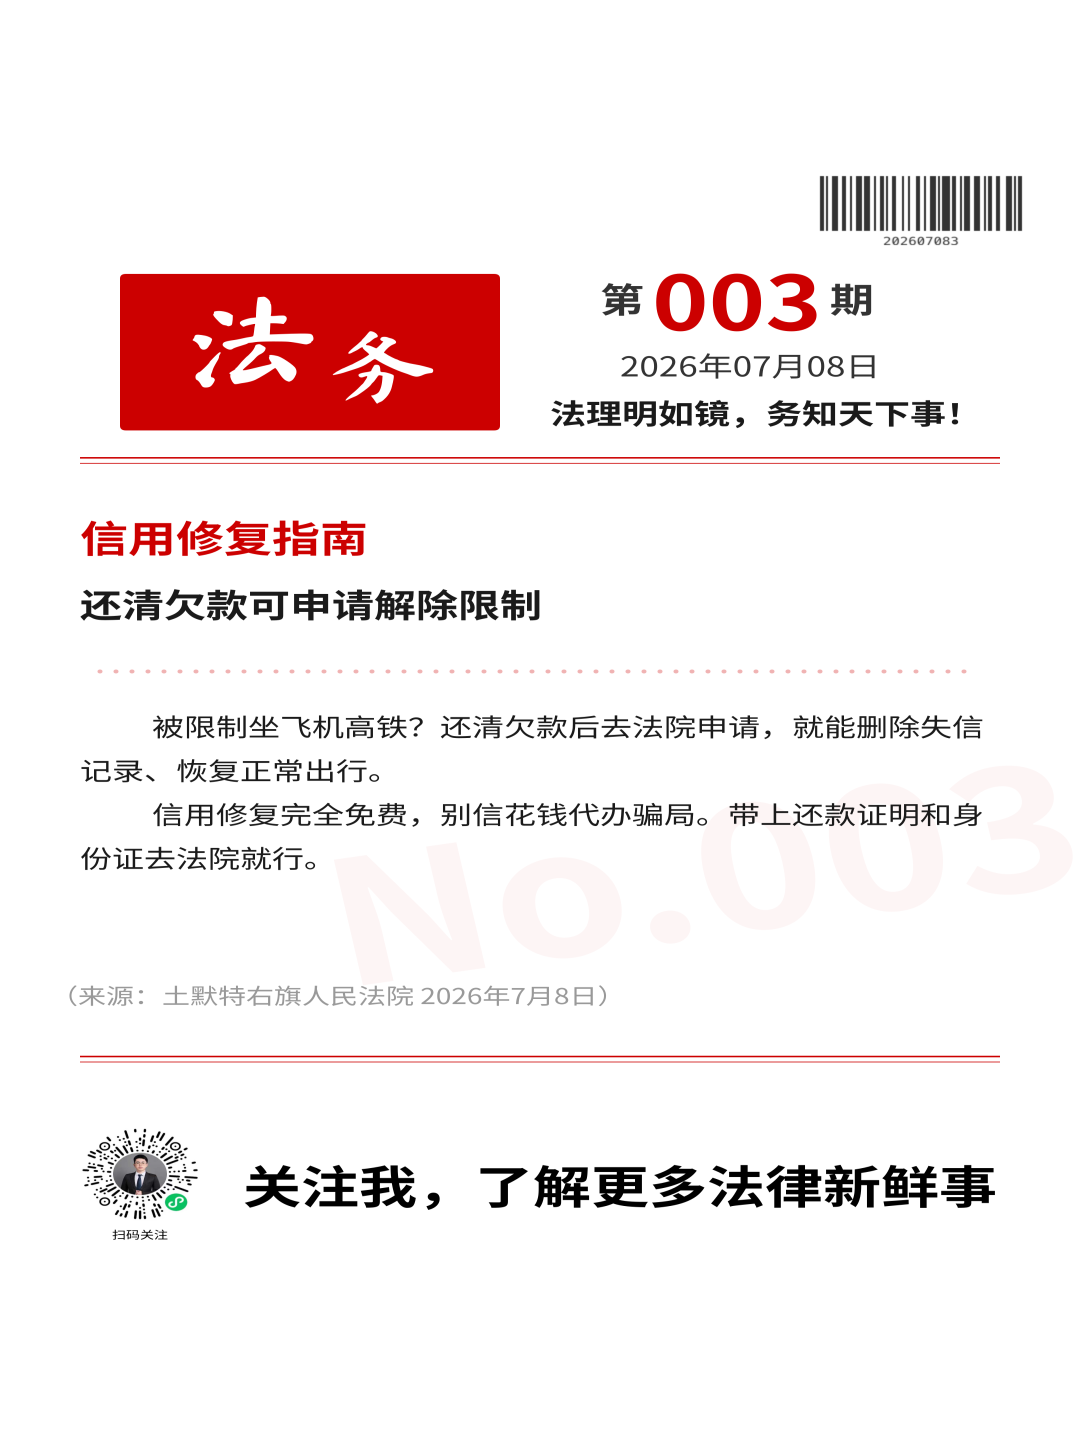 202607083
法务
第 003 期
2026年07月08日
法理明如镜，务知天下事！
信用修复指南
还清欠款可申请解除限制
被限制坐飞机高铁？还清欠款后去法院申请，就能删除失信
记录、恢复正常出行。
信用修复完全免费，别信花钱代办骗局。带上还款证明和身
份证去法院就行。
No.003
（来源：土默特右旗人民法院 2026年7月8日）
关注我，了解更多法律新鲜事
扫码关注